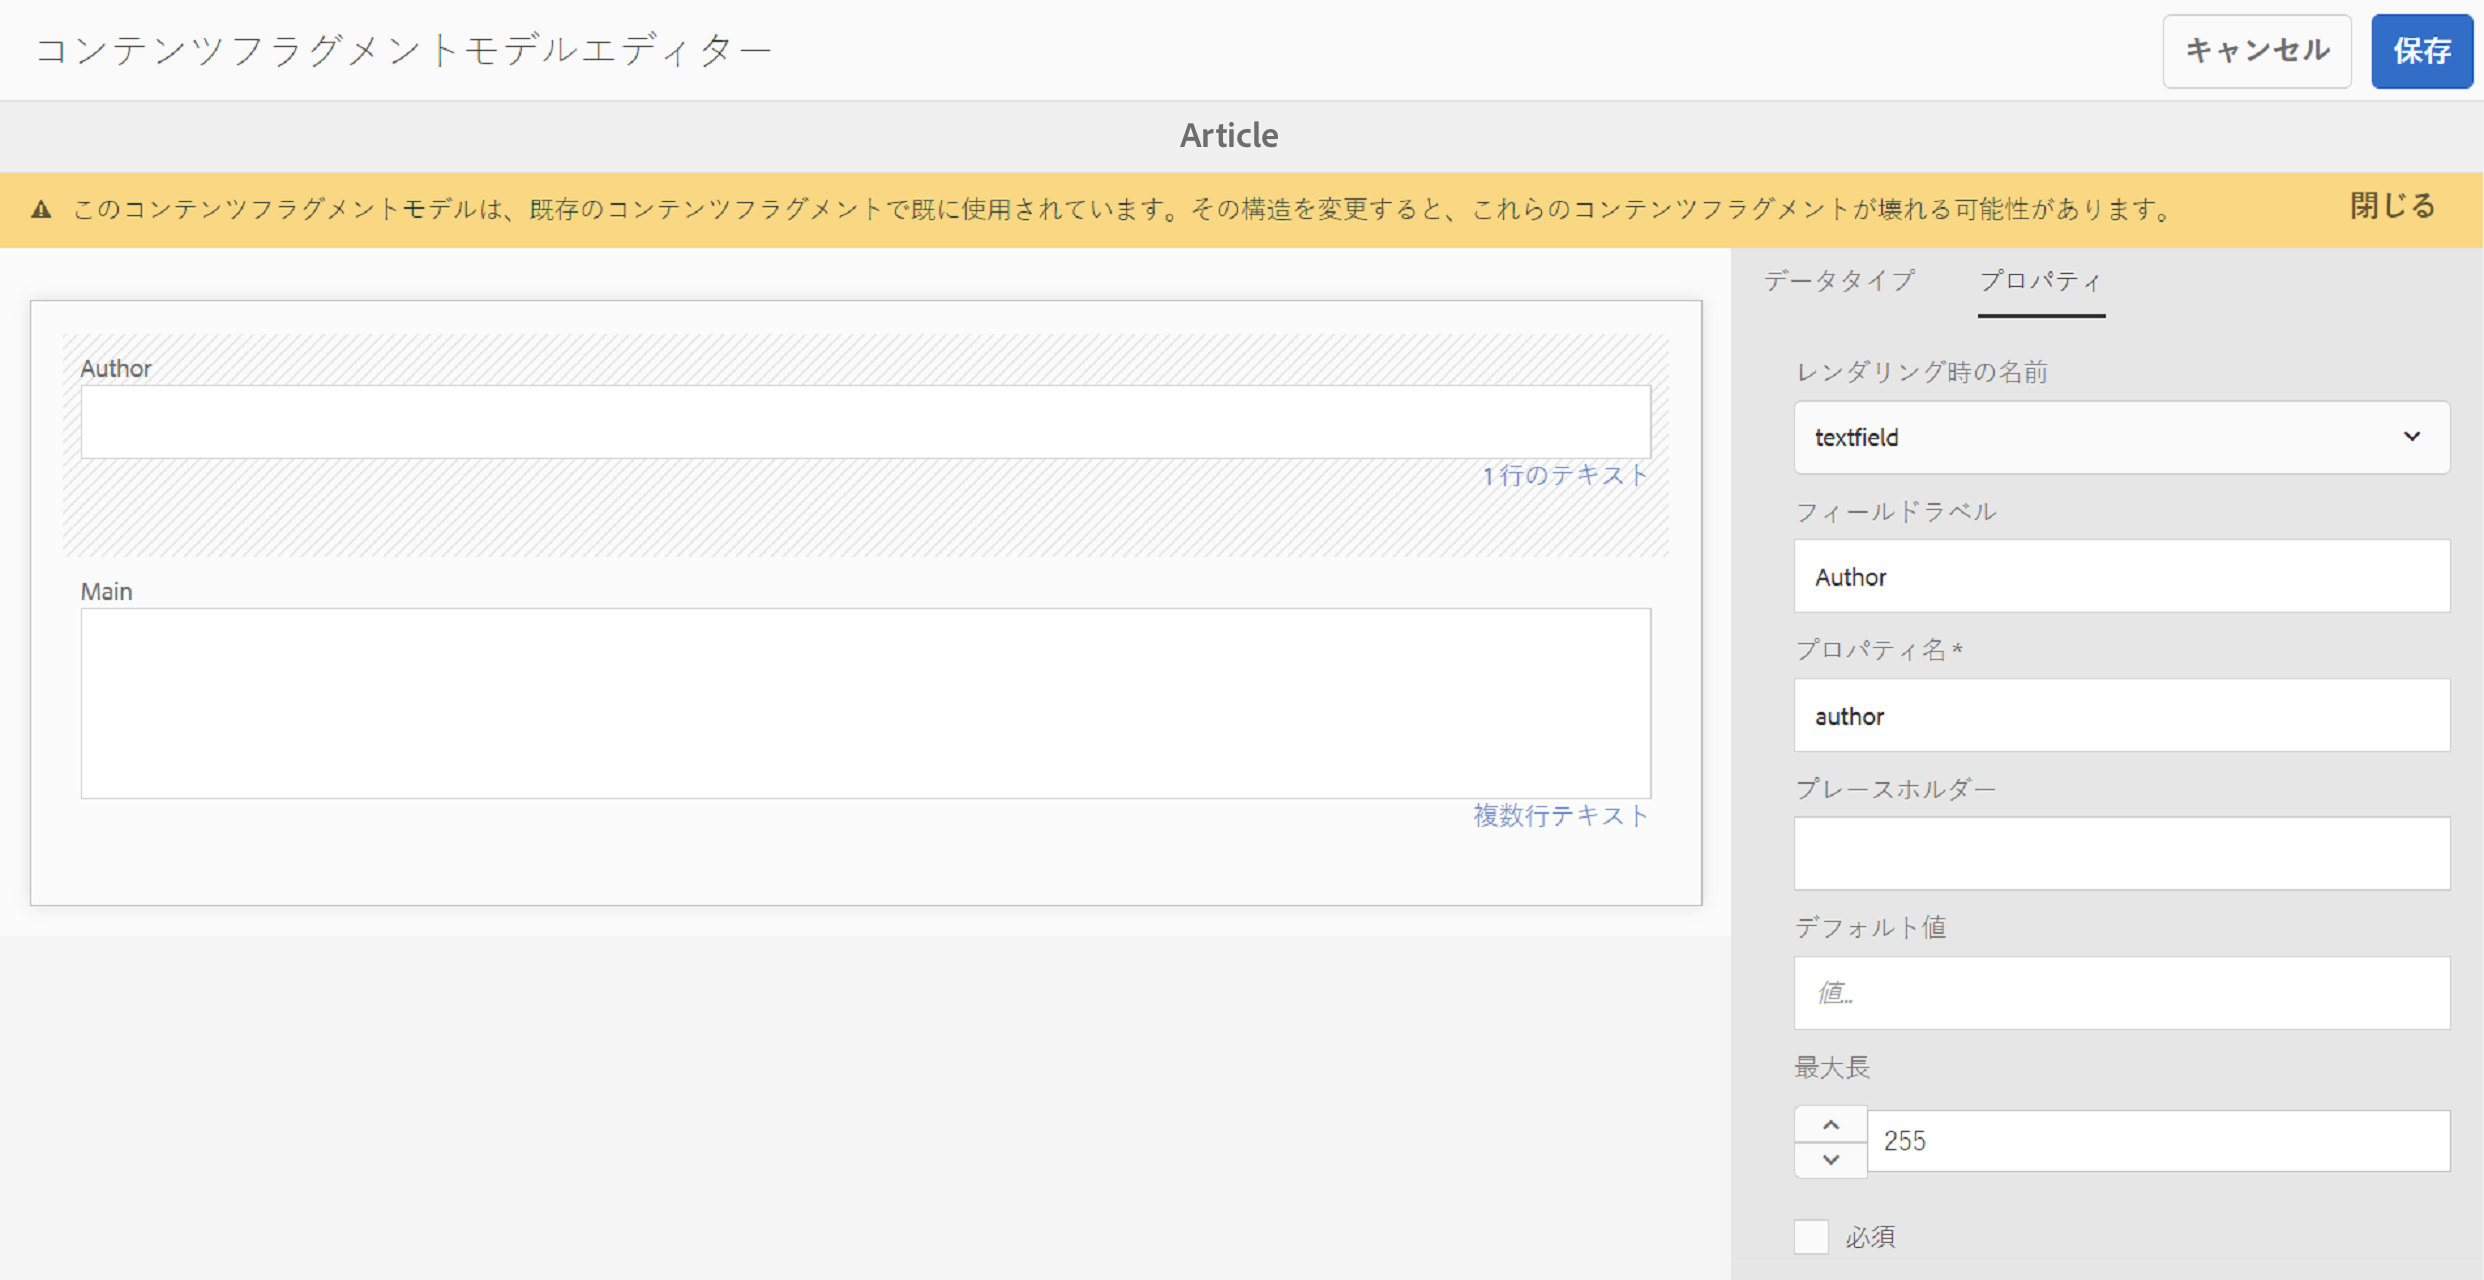 コンテンツフラグメントモデルエディター
キャンセル
保存
Article
このコンテンツフラグメントモデルは、既存のコンテンツフラグメントで既に使用されています。その構造を変更すると、これらのコンテンツフラグメントが壊れる可能性があります。
閉じる
Author
1行のテキスト
Main
複数行テキスト
データタイプ
プロパティ
レンダリング時の名前
textfield
フィールドラベル
Author
プロパティ名*
author
プレースホルダー
デフォルト値
値...
最大長
255
必須